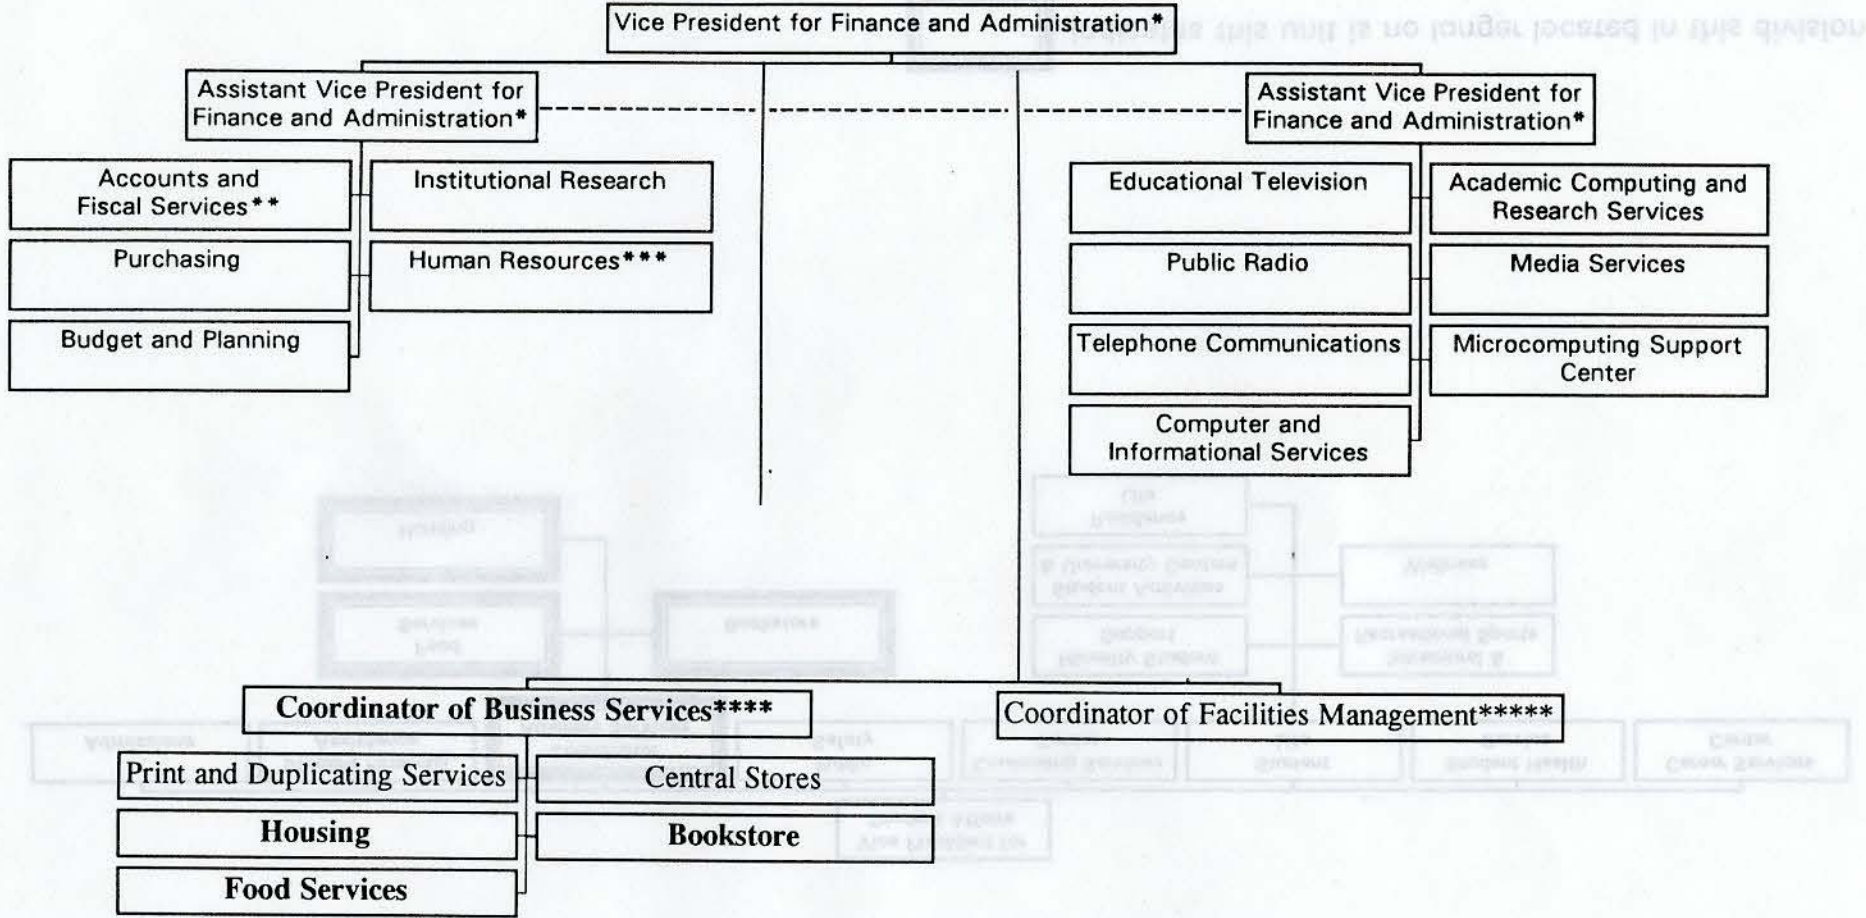 Vice President for Finance and Administration*
Assistant Vice President for
Finance and Administration*
Accounts and
Fiscal Services**
Institutional Research
Purchasing
Human Resources***
Budget and Planning
Assistant Vice President for
Finance and Administration*
Educational Television
Academic Computing and
Research Services
Public Radio
Media Services
Telephone Communications
Microcomputing Support
Center
Computer and
Informational Services
Coordinator of Business Services****
Print and Duplicating Services
Central Stores
Housing
Bookstore
Food Services
Coordinator of Facilities Management*****